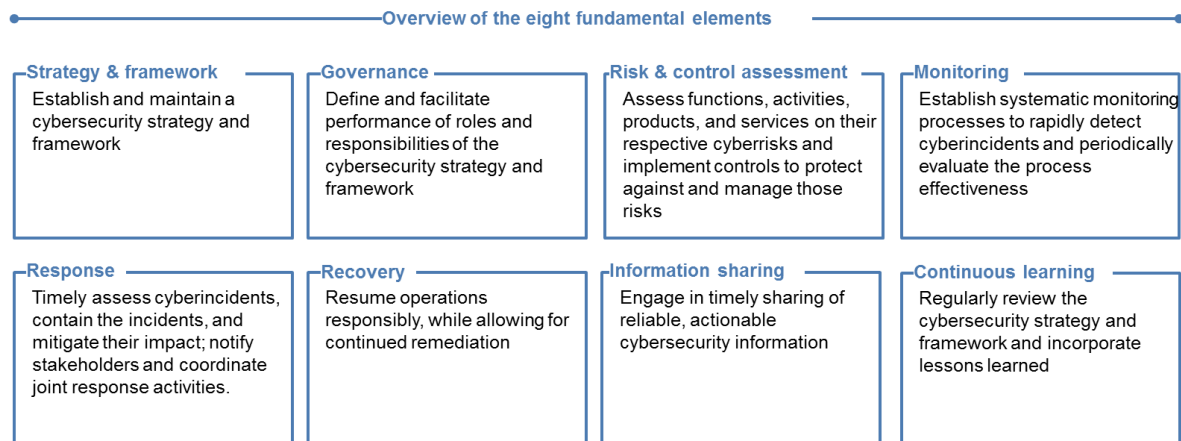 Overview of the eight fundamental elements
Strategy & framework
Establish and maintain a
cybersecurity strategy and
framework
Governance
Define and facilitate
performance of roles and
responsibilities of the
cybersecurity strategy and
framework
Risk & control assessment
Assess functions, activities,
products, and services on their
respective cyberrisks and
implement controls to protect
against and manage those
risks
Monitoring
Establish systematic monitoring
processes to rapidly detect
cyberincidents and periodically
evaluate the process
effectiveness
Response
Timely assess cyberincidents,
contain the incidents, and
mitigate their impact; notify
stakeholders and coordinate
joint response activities.
Recovery
Resume operations
responsibly, while allowing for
continued remediation
Information sharing
Engage in timely sharing of
reliable, actionable
cybersecurity information
Continuous learning
Regularly review the
cybersecurity strategy and
framework and incorporate
lessons learned